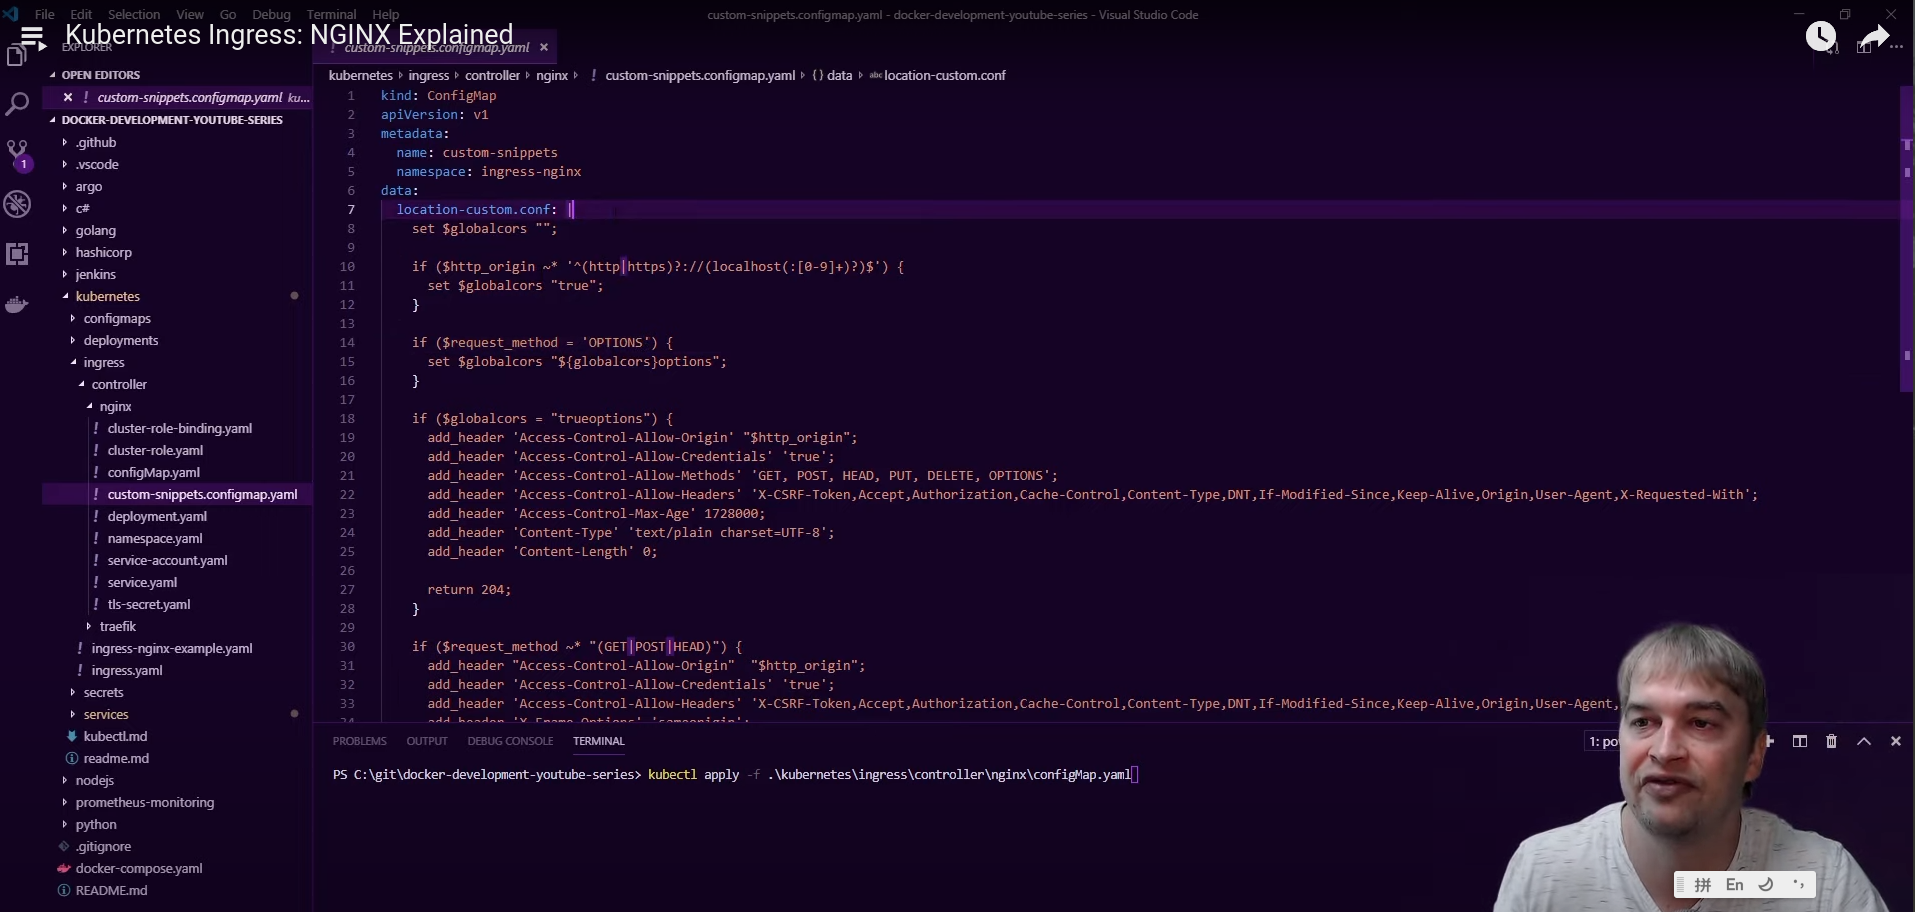 File Edit Selection View Go Debug Terminal Help
custom-snippets.configmap.yaml - docker-development-youtube-series - Visual Studio Code
Kubernetes Ingress: NGINX Explained
EXPLORER
! custom-snippets.configmap.yaml ×
OPEN EDITORS
× ! custom-snippets.configmap.yaml ku...
DOCKER-DEVELOPMENT-YOUTUBE-SERIES
.github
.vscode
argo
c#
golang
hashicorp
jenkins
kubernetes
configmaps
deployments
ingress
controller
nginx
! cluster-role-binding.yaml
! cluster-role.yaml
! configMap.yaml
! custom-snippets.configmap.yaml
! deployment.yaml
! namespace.yaml
! service-account.yaml
! service.yaml
! tls-secret.yaml
traefik
! ingress-nginx-example.yaml
! ingress.yaml
secrets
services
kubectl.md
readme.md
nodejs
prometheus-monitoring
python
.gitignore
docker-compose.yaml
README.md
1
kubernetes › ingress › controller › nginx › ! custom-snippets.configmap.yaml › {} data › abc location-custom.conf
1 kind: ConfigMap
2 apiVersion: v1
3 metadata:
4 name: custom-snippets
5 namespace: ingress-nginx
6 data:
7 location-custom.conf: |
8 set $globalcors "";
9
10 if ($http_origin ~* '^(http|https)?://(localhost(:[0-9]+)?)$') {
11 set $globalcors "true";
12 }
13
14 if ($request_method = 'OPTIONS') {
15 set $globalcors "${globalcors}options";
16 }
17
18 if ($globalcors = "trueoptions") {
19 add_header 'Access-Control-Allow-Origin' "$http_origin";
20 add_header 'Access-Control-Allow-Credentials' 'true';
21 add_header 'Access-Control-Allow-Methods' 'GET, POST, HEAD, PUT, DELETE, OPTIONS';
22 add_header 'Access-Control-Allow-Headers' 'X-CSRF-Token,Accept,Authorization,Cache-Control,Content-Type,DNT,If-Modified-Since,Keep-Alive,Origin,User-Agent,X-Requested-With';
23 add_header 'Access-Control-Max-Age' 1728000;
24 add_header 'Content-Type' 'text/plain charset=UTF-8';
25 add_header 'Content-Length' 0;
26
27 return 204;
28 }
29
30 if ($request_method ~* "(GET|POST|HEAD)") {
31 add_header "Access-Control-Allow-Origin" "$http_origin";
32 add_header 'Access-Control-Allow-Credentials' 'true';
33 add_header 'Access-Control-Allow-Headers' 'X-CSRF-Token,Accept,Authorization,Cache-Control,Content-Type,DNT,If-Modified-Since,Keep-Alive,Origin,User-Agent,
34 add_header 'X-Frame-Options' 'sameorigin';
PROBLEMS OUTPUT DEBUG CONSOLE TERMINAL 1: po
PS C:\git\docker-development-youtube-series> kubectl apply -f .\kubernetes\ingress\controller\nginx\configMap.yaml
拼 En